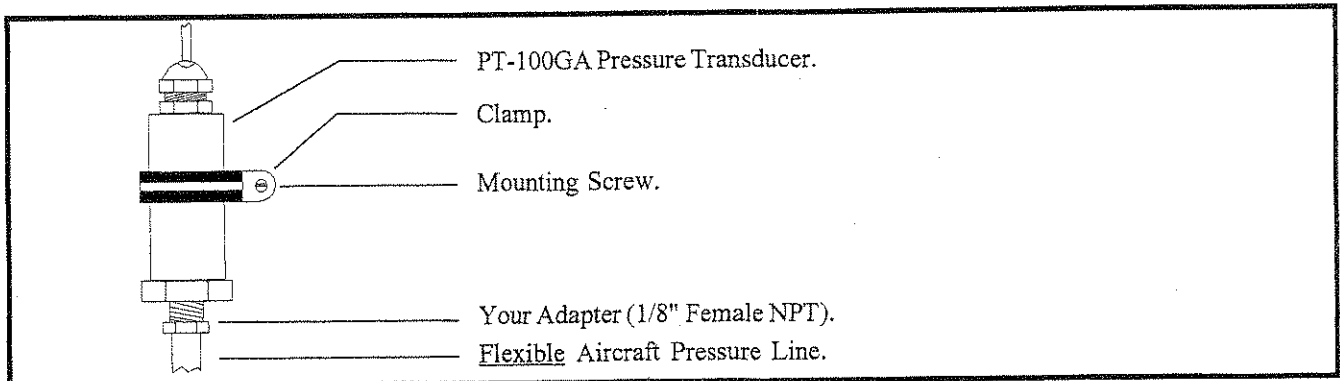 PT-100GA Pressure Transducer.
Clamp.
Mounting Screw.
Your Adapter (1/8" Female NPT).
Flexible Aircraft Pressure Line.